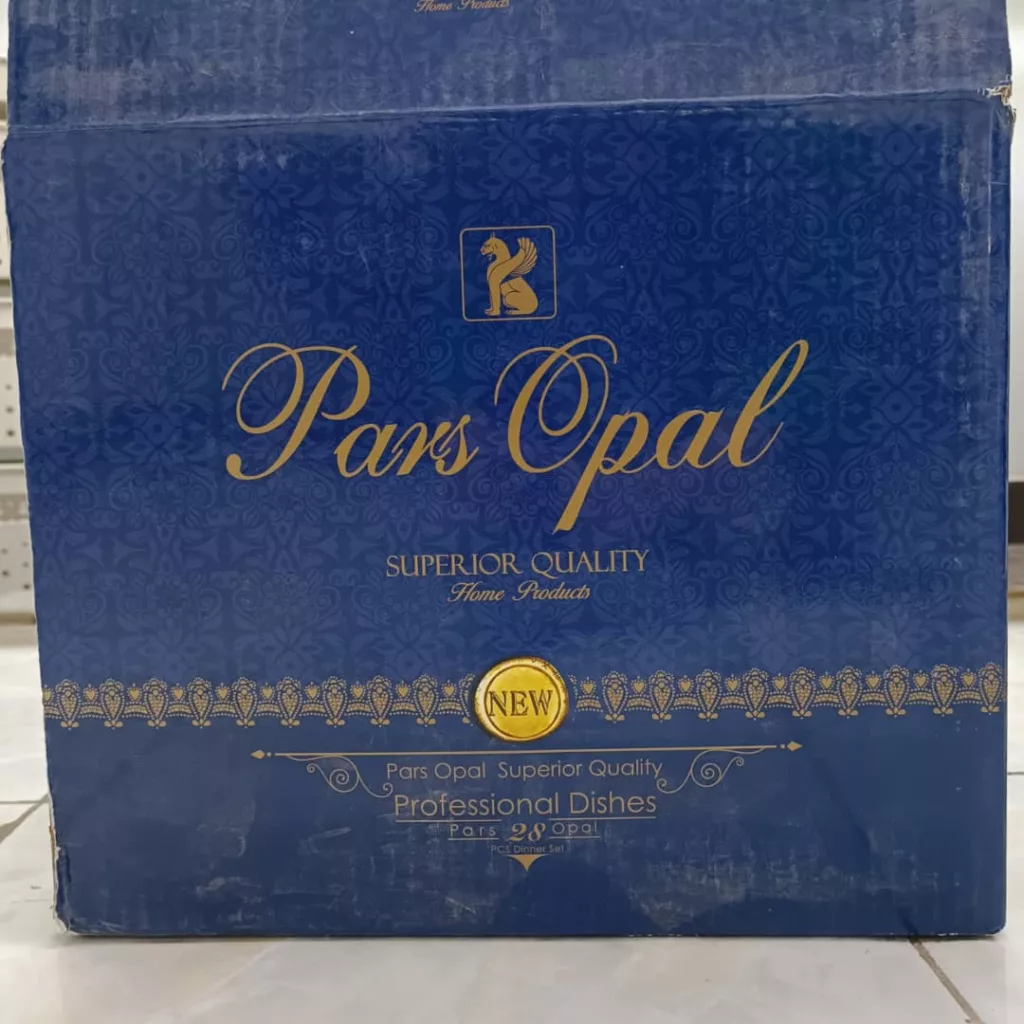 Home Products
Pars Opal
SUPERIOR QUALITY
Home Products
NEW
Pars Opal Superior Quality
Professional Dishes
Pars 28 Opal
PCS Dinner Set